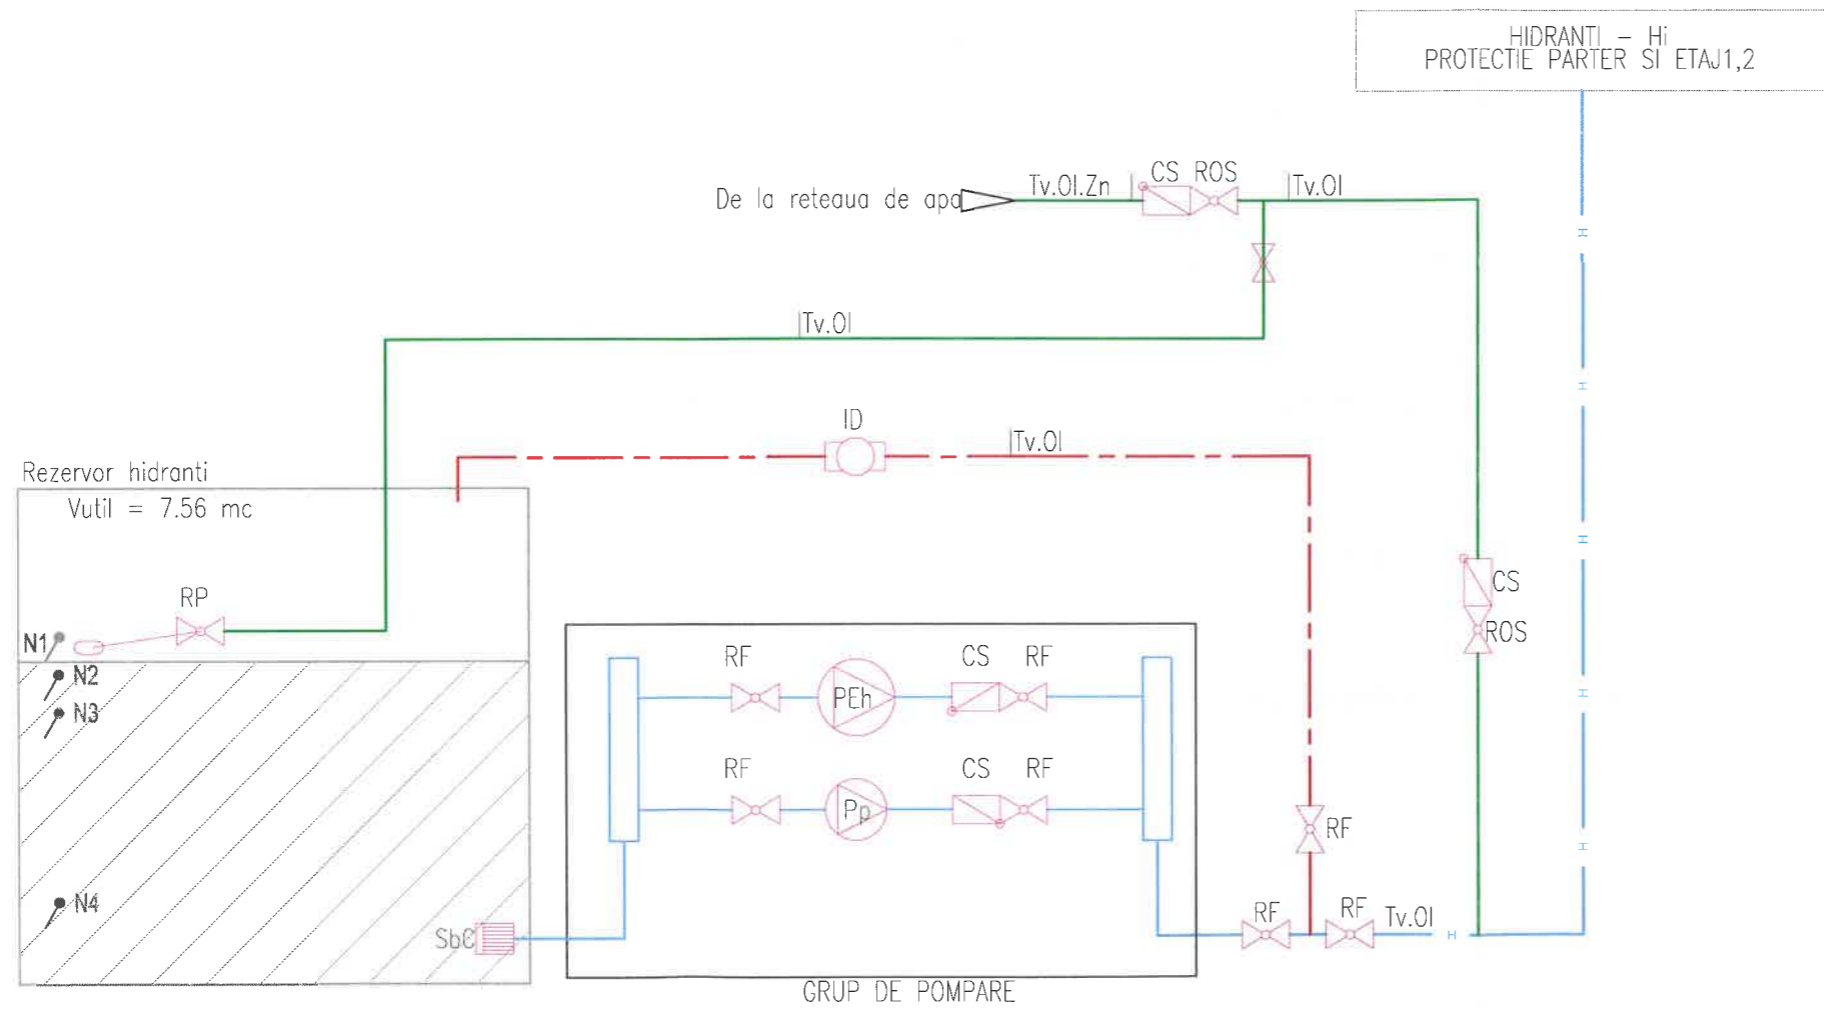 HIDRANTI - Hi
PROTECTIE PARTER SI ETAJ1,2
De la reteaua de apa
Tv.Ol.Zn
CS ROS
Tv.Ol
H
Tv.Ol
H
ID
Tv.Ol
Rezervor hidranti
Vutil = 7.56 mc
H
CS
ROS
RP
N1
N2
N3
N4
SbC
RF
PEh
CS
RF
H
RF
Pp
CS
RF
RF
H
RF
RF
Tv.Ol
H
GRUP DE POMPARE